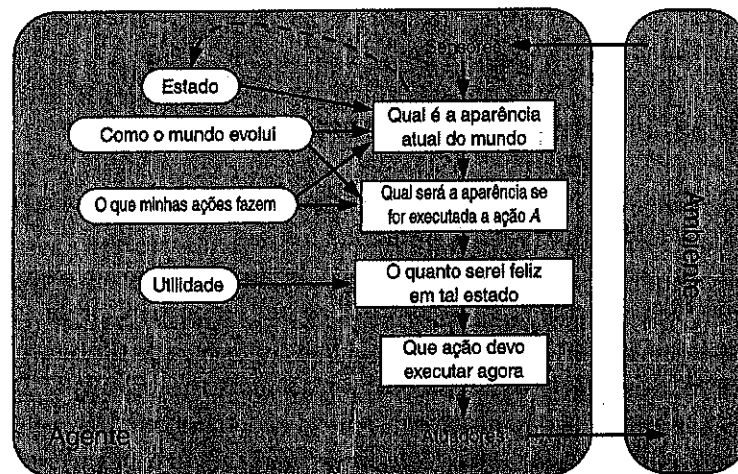 Sensores
Estado
Qual é a aparência
atual do mundo
Como o mundo evolui
O que minhas ações fazem
Qual será a aparência se
for executada a ação A
Utilidade
O quanto serei feliz
em tal estado
Que ação devo
executar agora
Agente
Atuadores
Ambiente